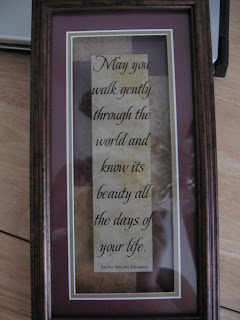 May you
walk gently
through the
world and
know its
beauty all
the days of
your life.